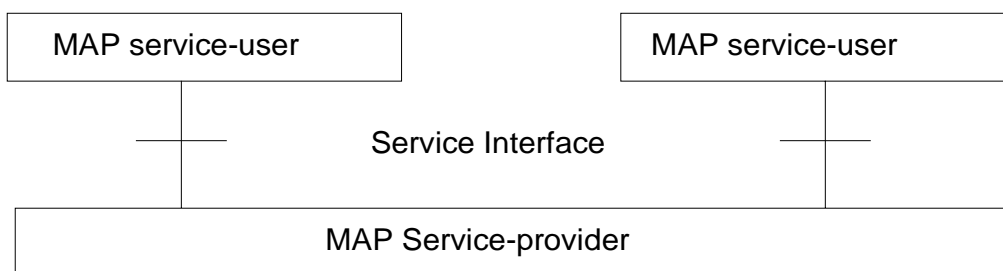 MAP service-user
MAP service-user
Service Interface
MAP Service-provider